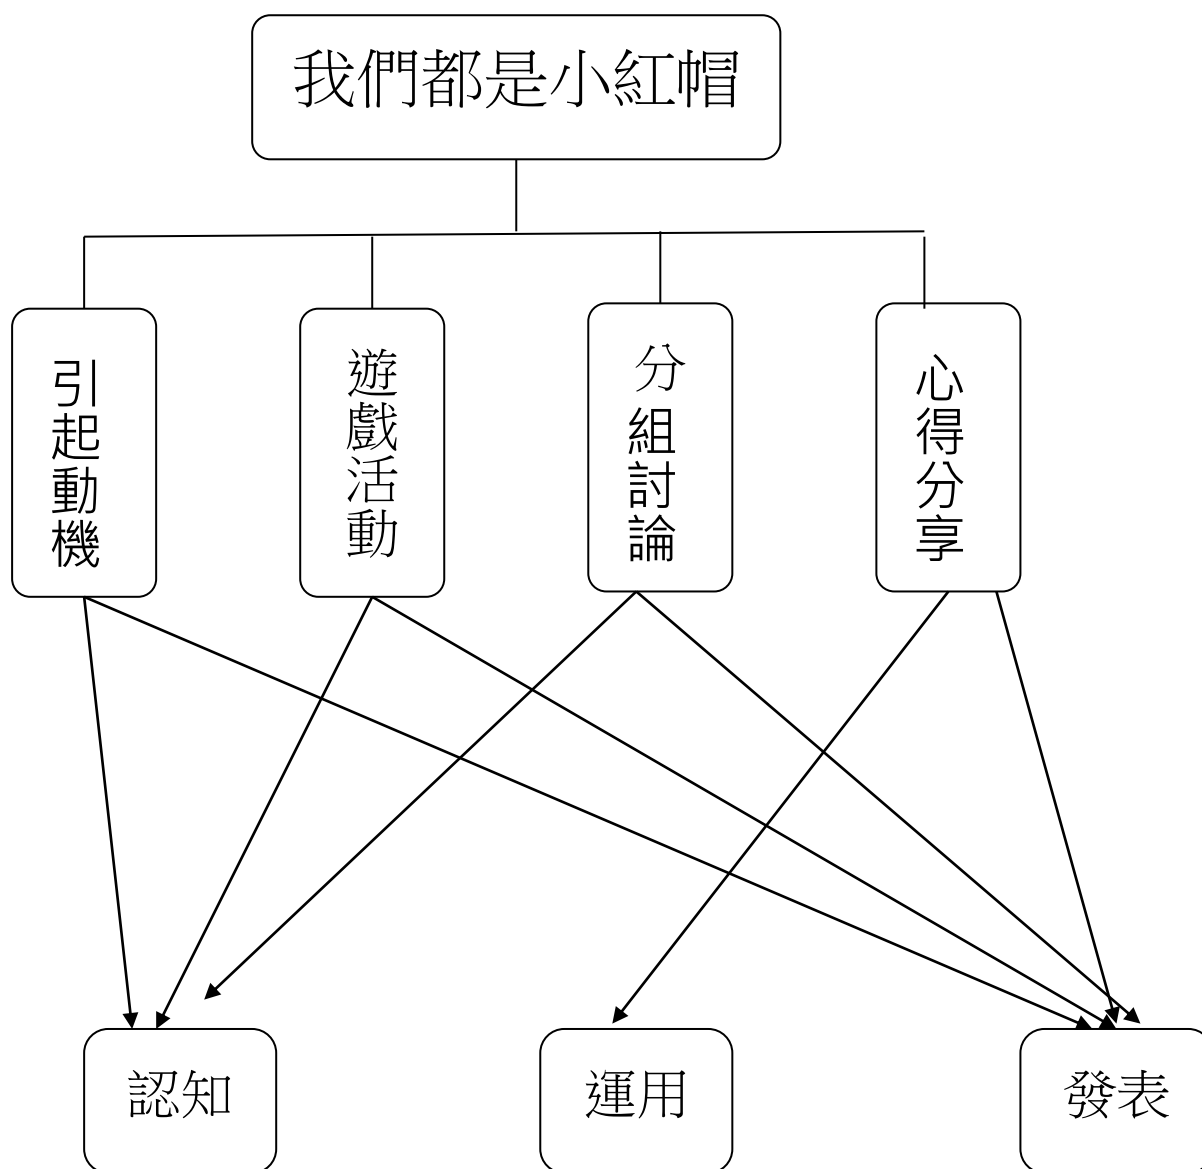 我們都是小紅帽
引起動機
遊戲活動
分組討論
心得分享
認知
運用
發表